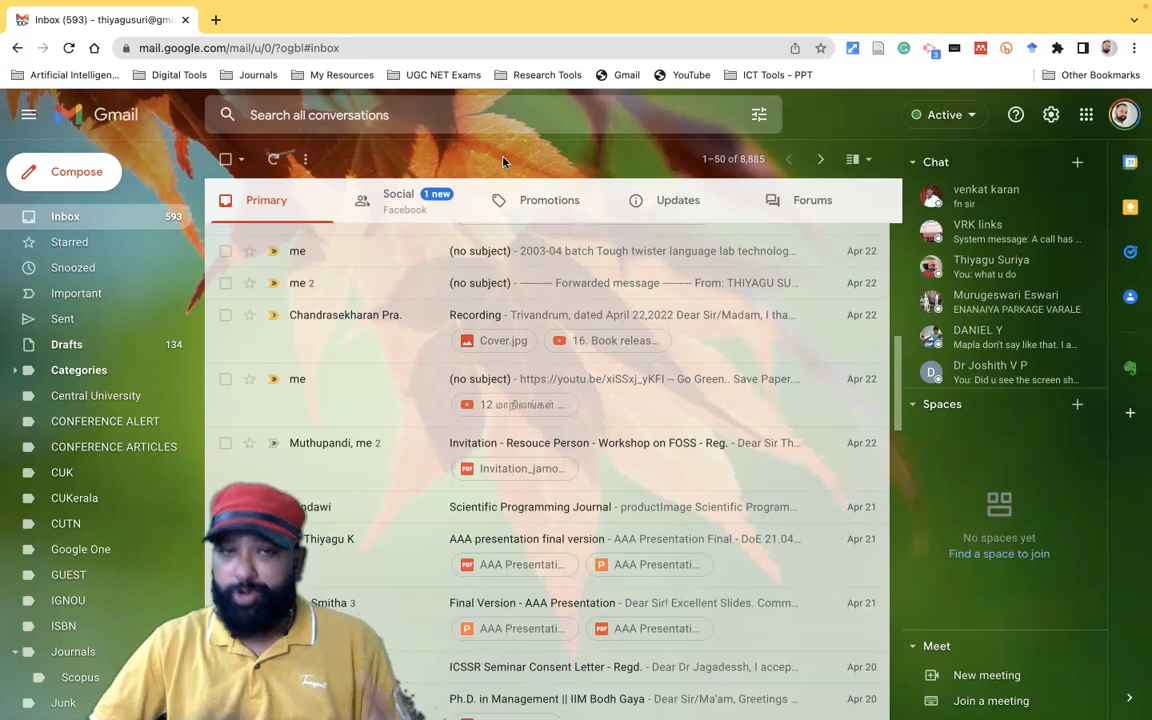 Inbox (593) - thiyagusuri@gma
mail.google.com/mail/u/0/?ogbl#inbox
Artificial Intelligen...
Digital Tools
Journals
My Resources
UGC NET Exams
Research Tools
Gmail
YouTube
ICT Tools - PPT
Other Bookmarks
Gmail
Search all conversations
Active
Compose
1–50 of 8,885
Inbox 593
Starred
Snoozed
Important
Sent
Drafts 134
Categories
Central University
CONFERENCE ALERT
CONFERENCE ARTICLES
CUK
CUKerala
CUTN
Google One
GUEST
IGNOU
ISBN
Journals
Scopus
Junk
Primary
Social 1 new
Facebook
Promotions
Updates
Forums
me (no subject) - 2003-04 batch Tough twister language lab technolog... Apr 22
me 2 (no subject) - ---------- Forwarded message --------- From: THIYAGU SU... Apr 22
Chandrasekharan Pra. Recording - Trivandrum, dated April 22,2022 Dear Sir/Madam, I tha... Apr 22
Cover.jpg 16. Book releas...
me (no subject) - https://youtu.be/xiSSxj_yKFI -- Go Green.. Save Paper.... Apr 22
12 மாநிலங்கள் ...
Muthupandi, me 2 Invitation - Resouce Person - Workshop on FOSS - Reg. - Dear Sir Th... Apr 22
PDF Invitation_jamo...
ndawi Scientific Programming Journal - productImage Scientific Program... Apr 21
Thiyagu K AAA presentation final version - AAA Presentation Final - DoE 21.04... Apr 21
PDF AAA Presentati... P AAA Presentati...
Smitha 3 Final Version - AAA Presentation - Dear Sir! Excellent Slides. Comm... Apr 21
P AAA Presentati... PDF AAA Presentati...
ICSSR Seminar Consent Letter - Regd. - Dear Dr Jagadessh, I accep... Apr 20
Ph.D. in Management || IIM Bodh Gaya - Dear Sir/Ma'am, Greetings ... Apr 20
Chat
venkat karan
fn sir
VRK links
System message: A call has ...
Thiyagu Suriya
You: what u do
Murugeswari Eswari
ENANAIYA PARKAGE VARALE
DANIEL Y
Mapla don't say like that. I a...
D Dr Joshith V P
You: Did u see the screen sh...
Spaces
No spaces yet
Find a space to join
Meet
New meeting
Join a meeting